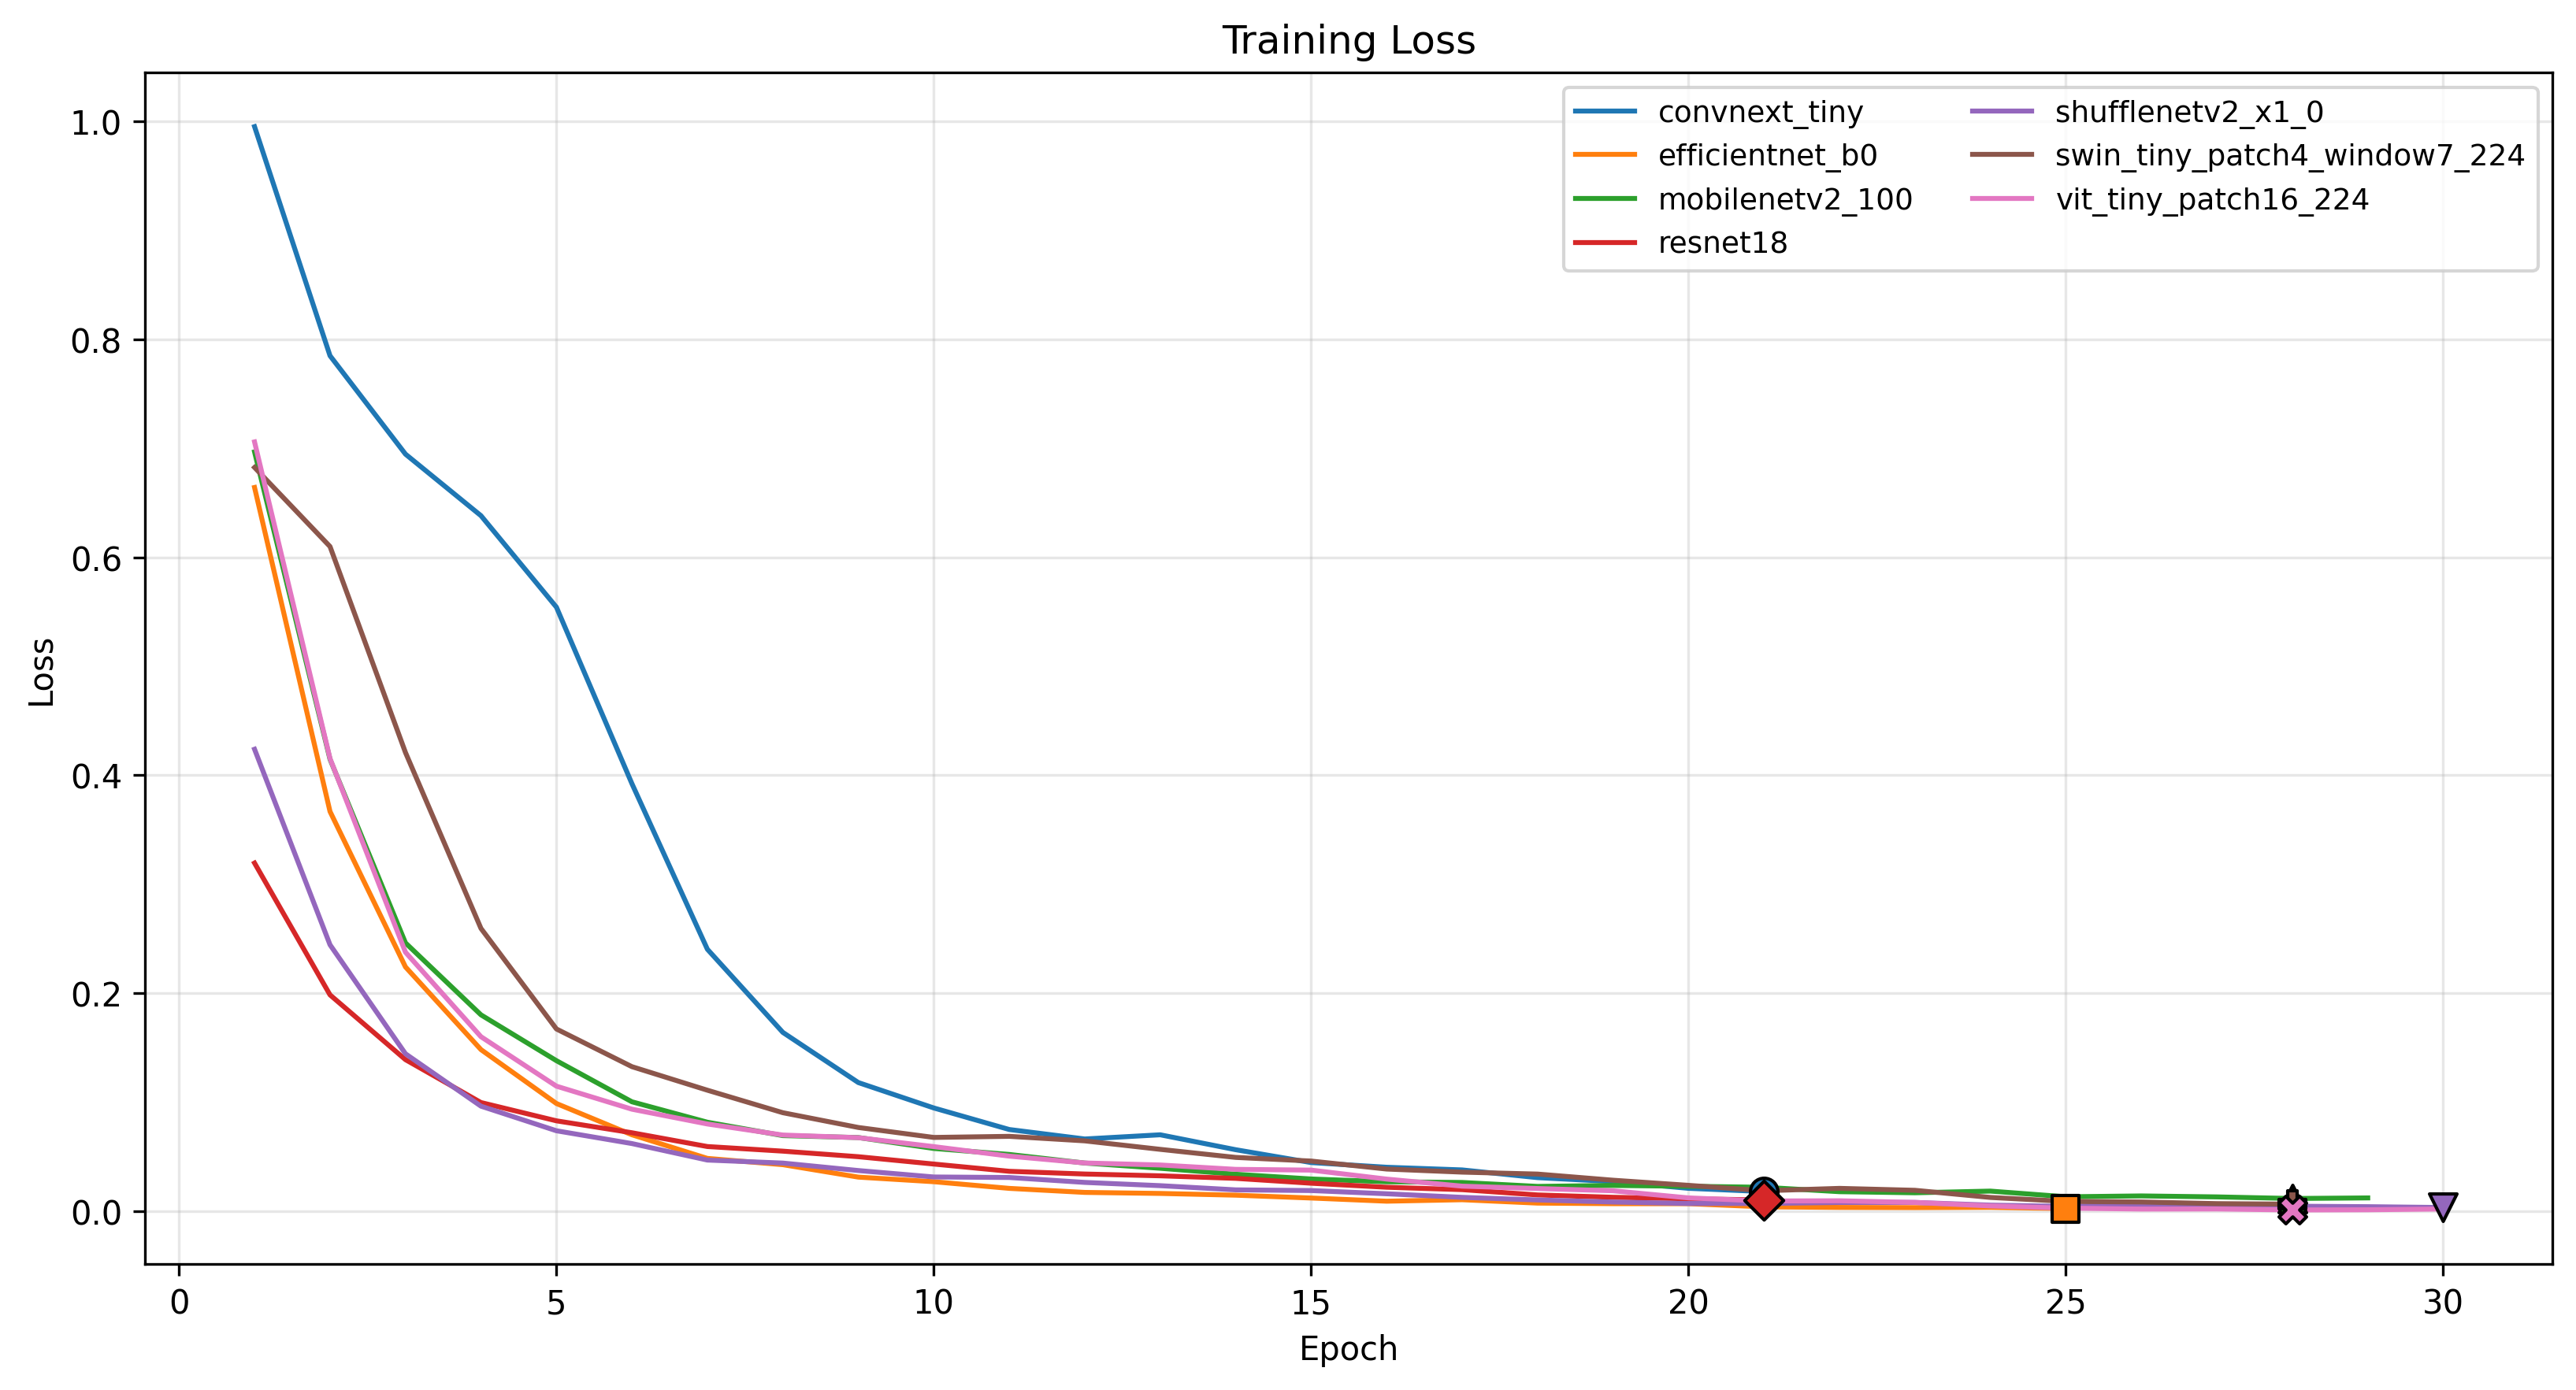 Training Loss
convnext_tiny
efficientnet_b0
mobilenetv2_100
resnet18
shufflenetv2_x1_0
swin_tiny_patch4_window7_224
vit_tiny_patch16_224
Loss
1.0
0.8
0.6
0.4
0.2
0.0
0 5 10 15 20 25 30
Epoch